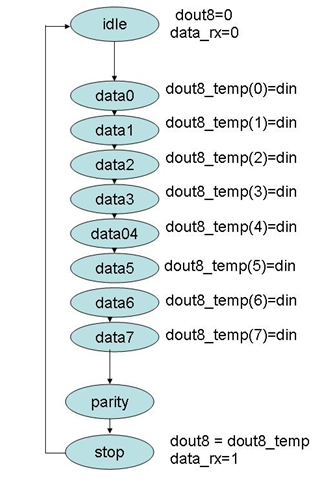 idle
dout8=0
data_rx=0
data0
dout8_temp(0)=din
data1
dout8_temp(1)=din
data2
dout8_temp(2)=din
data3
dout8_temp(3)=din
data04
dout8_temp(4)=din
data5
dout8_temp(5)=din
data6
dout8_temp(6)=din
data7
dout8_temp(7)=din
parity
stop
dout8 = dout8_temp
data_rx=1